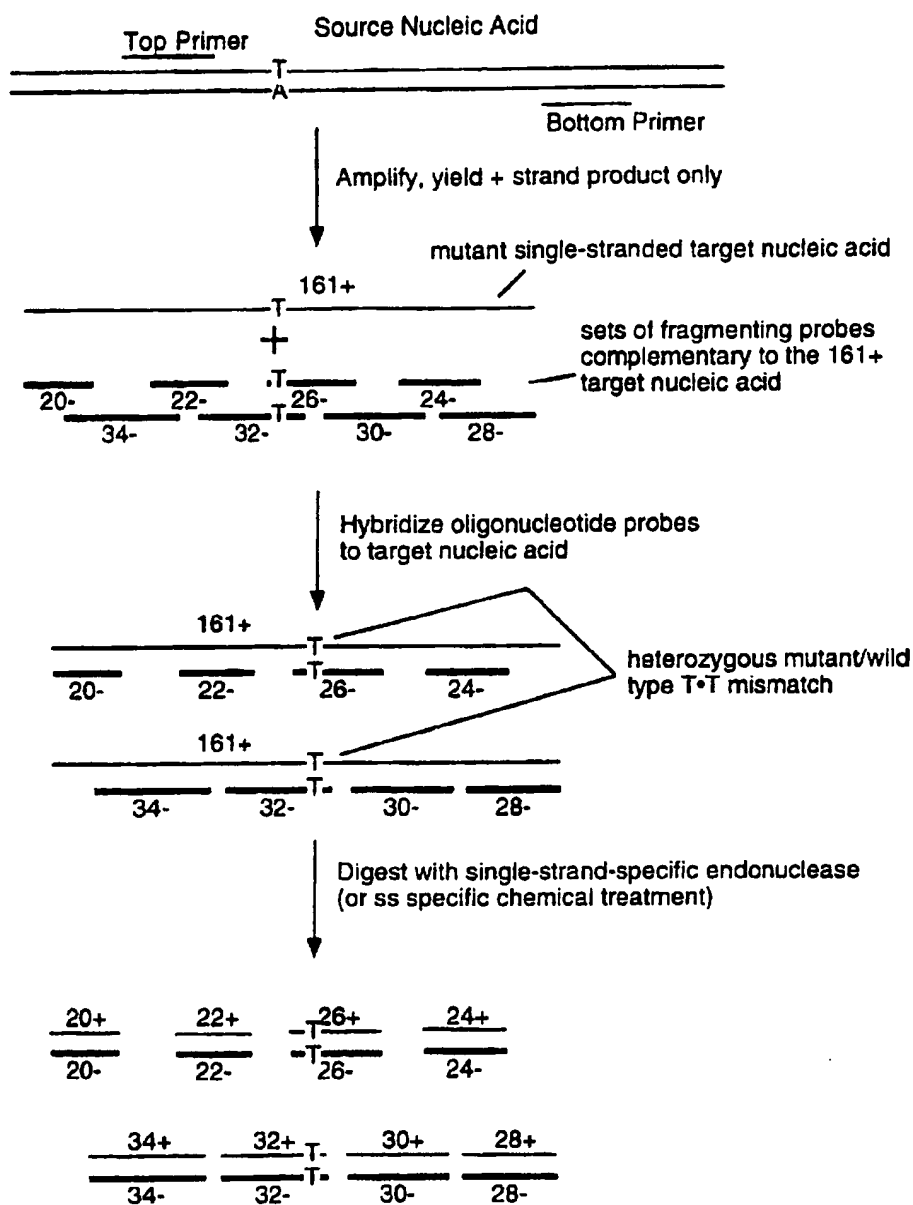 Source Nucleic Acid
Top Primer
T
A
Bottom Primer
Amplify, yield + strand product only
mutant single-stranded target nucleic acid
161+
T
+
sets of fragmenting probes
complementary to the 161+
target nucleic acid
T
20- 22- 26- 24-
T
34- 32- 30- 28-
Hybridize oligonucleotide probes
to target nucleic acid
161+
T
T
20- 22- 26- 24-
heterozygous mutant/wild
type T•T mismatch
161+
T
T
34- 32- 30- 28-
Digest with single-strand-specific endonuclease
(or ss specific chemical treatment)
20+ 22+ 26+ 24+
T
T
20- 22- 26- 24-
34+ 32+ T 30+ 28+
T
34- 32- 30- 28-